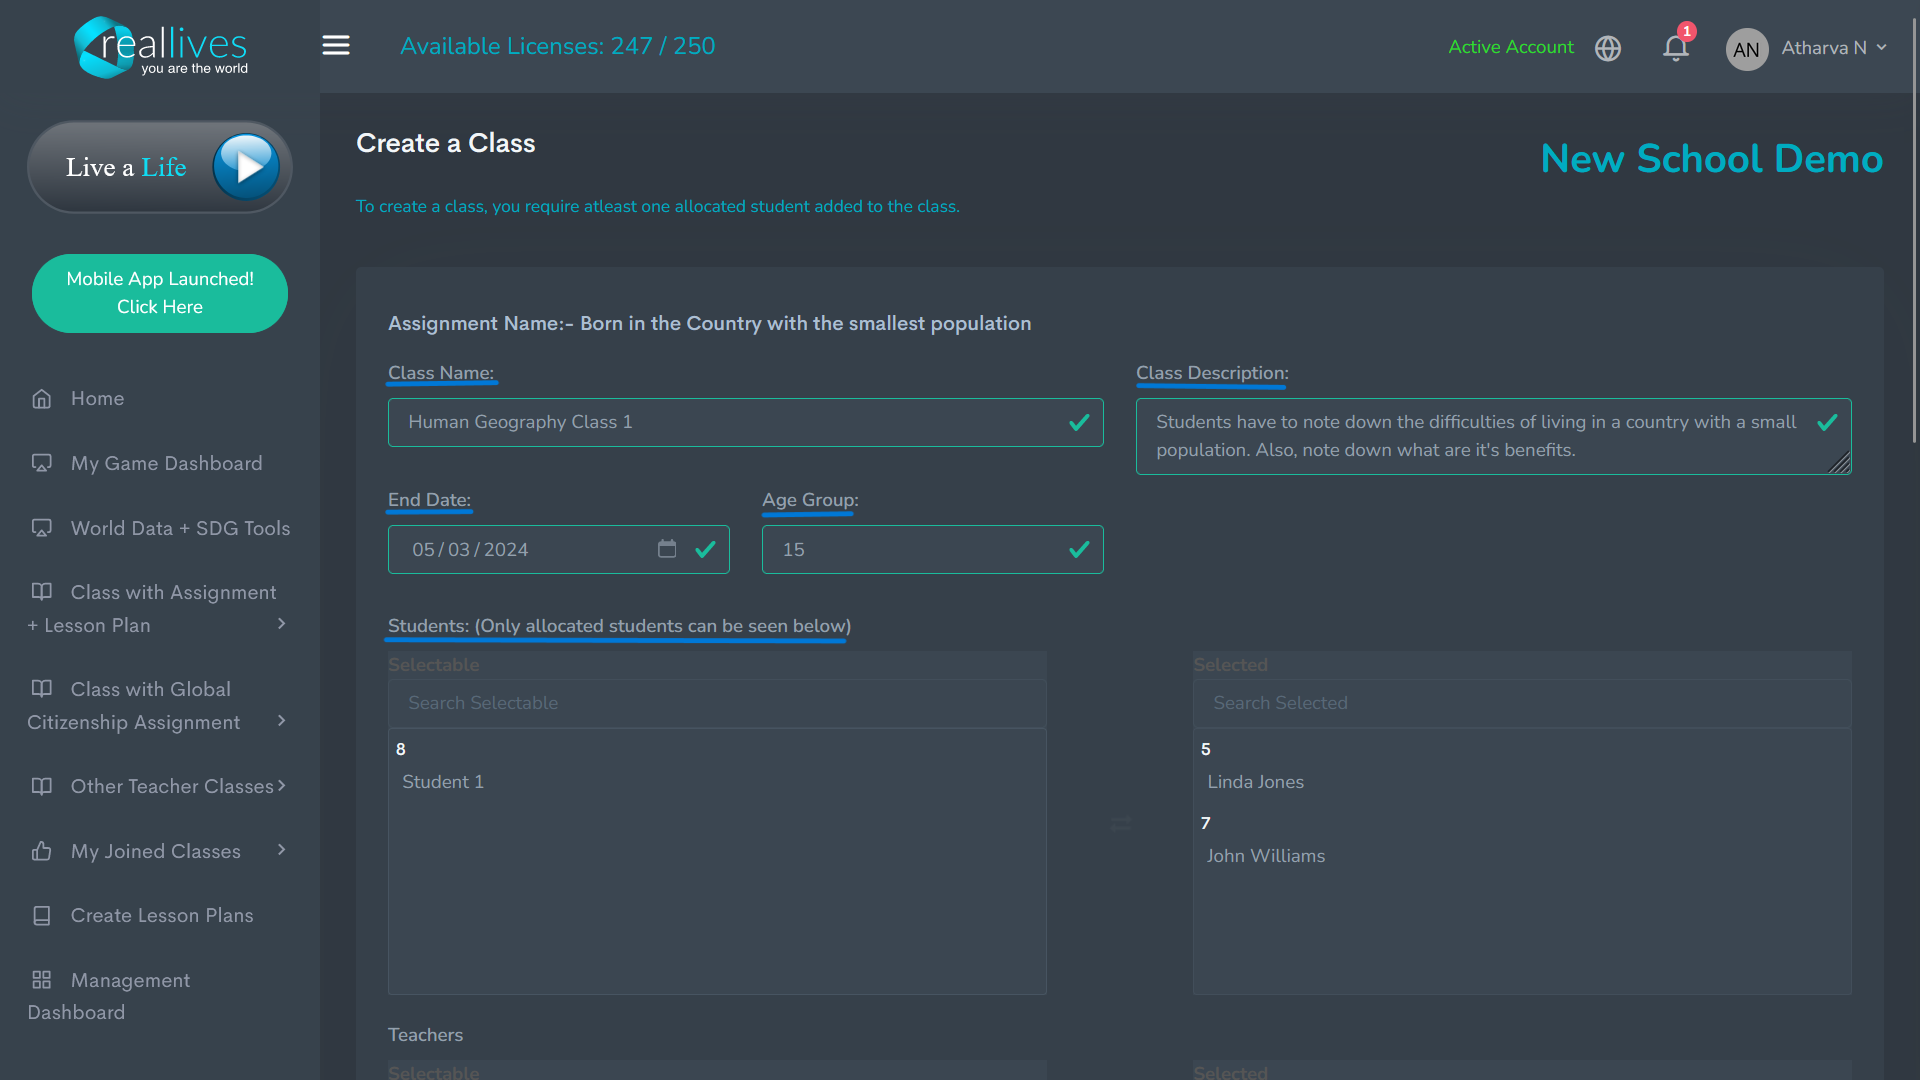 reallives
you are the world
Available Licenses: 247 / 250
Active Account
1
AN
Atharva N
Live a Life
Mobile App Launched!
Click Here
Home
My Game Dashboard
World Data + SDG Tools
Class with Assignment
+ Lesson Plan
Class with Global
Citizenship Assignment
Other Teacher Classes
My Joined Classes
Create Lesson Plans
Management
Dashboard
Create a Class
New School Demo
To create a class, you require atleast one allocated student added to the class.
Assignment Name:- Born in the Country with the smallest population
Class Name:
Human Geography Class 1
Class Description:
Students have to note down the difficulties of living in a country with a small
population. Also, note down what are it's benefits.
End Date:
05/03/2024
Age Group:
15
Students: (Only allocated students can be seen below)
Selectable
Search Selectable
8
Student 1
Selected
Search Selected
5
Linda Jones
7
John Williams
Teachers
Selectable
Selected